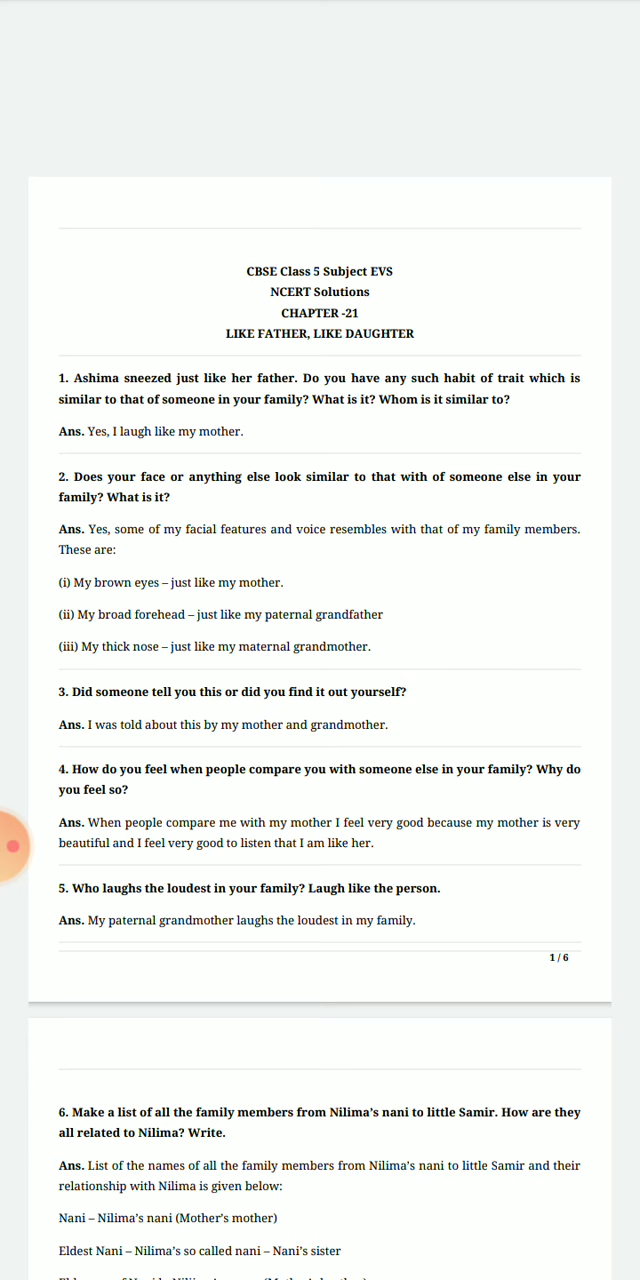 CBSE Class 5 Subject EVS
NCERT Solutions
CHAPTER -21
LIKE FATHER, LIKE DAUGHTER
1. Ashima sneezed just like her father. Do you have any such habit of trait which is
similar to that of someone in your family? What is it? Whom is it similar to?
Ans. Yes, I laugh like my mother.
2. Does your face or anything else look similar to that with of someone else in your
family? What is it?
Ans. Yes, some of my facial features and voice resembles with that of my family members.
These are:
(i) My brown eyes – just like my mother.
(ii) My broad forehead – just like my paternal grandfather
(iii) My thick nose – just like my maternal grandmother.
3. Did someone tell you this or did you find it out yourself?
Ans. I was told about this by my mother and grandmother.
4. How do you feel when people compare you with someone else in your family? Why do
you feel so?
Ans. When people compare me with my mother I feel very good because my mother is very
beautiful and I feel very good to listen that I am like her.
5. Who laughs the loudest in your family? Laugh like the person.
Ans. My paternal grandmother laughs the loudest in my family.
1 / 6
6. Make a list of all the family members from Nilima’s nani to little Samir. How are they
all related to Nilima? Write.
Ans. List of the names of all the family members from Nilima’s nani to little Samir and their
relationship with Nilima is given below:
Nani – Nilima’s nani (Mother’s mother)
Eldest Nani – Nilima’s so called nani – Nani’s sister